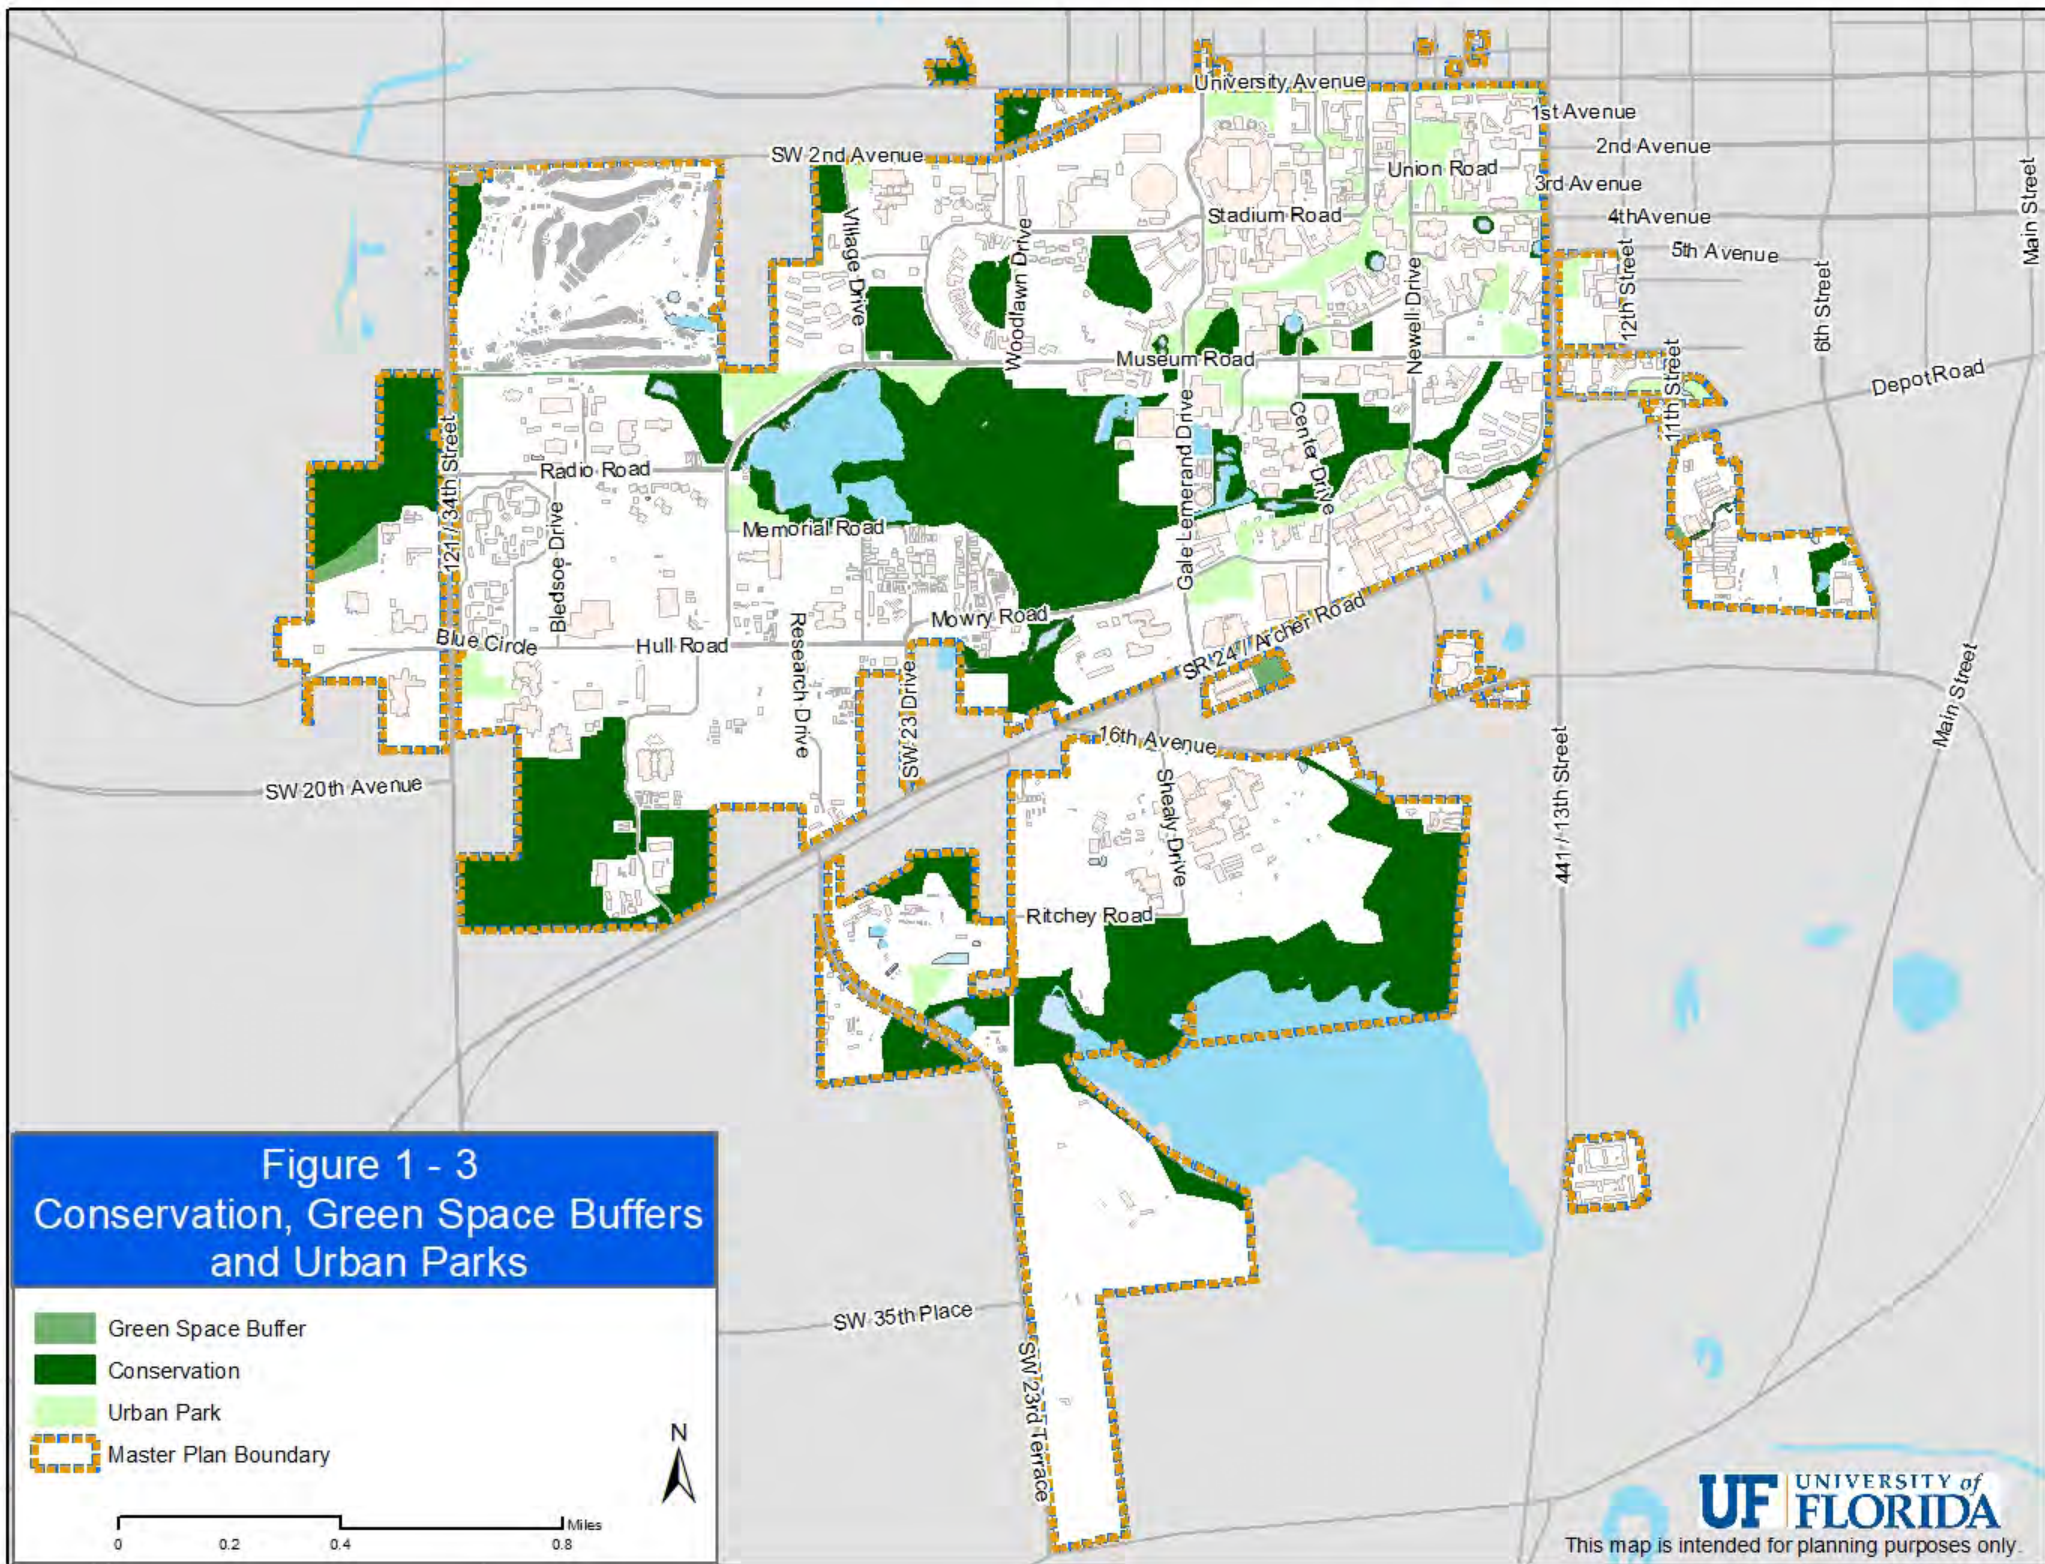 University Avenue
1st Avenue
2nd Avenue
SW 2nd Avenue
Union Road
3rd Avenue
4thAvenue
Stadium Road
5th Avenue
Village Drive
Woodlawn Drive
Newell Drive
12th Street
6th Street
Main Street
Museum Road
11th Street
Depot Road
121 / 34th Street
Radio Road
Gale Lemerand Drive
Center Drive
Bledsoe Drive
Memorial Road
Research Drive
Mowry Road
SR 24 / Archer Road
Blue Circle
Hull Road
SW 23 Drive
Main Street
16th Avenue
441 / 13th Street
SW 20th Avenue
Shealy Drive
Ritchey Road
SW 35th Place
SW 23rd Terrace
Figure 1 - 3
Conservation, Green Space Buffers
and Urban Parks
Green Space Buffer
Conservation
Urban Park
Master Plan Boundary
N
Miles
0 0.2 0.4 0.8
UF UNIVERSITY of
FLORIDA
This map is intended for planning purposes only.